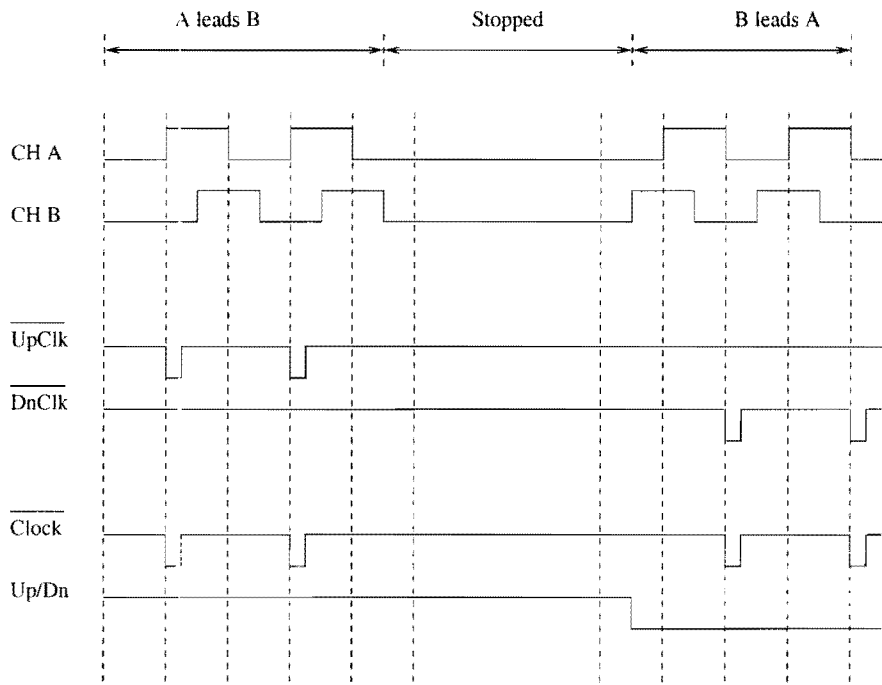 A leads B
Stopped
B leads A
CH A
CH B
UpClk
DnClk
Clock
Up/Dn